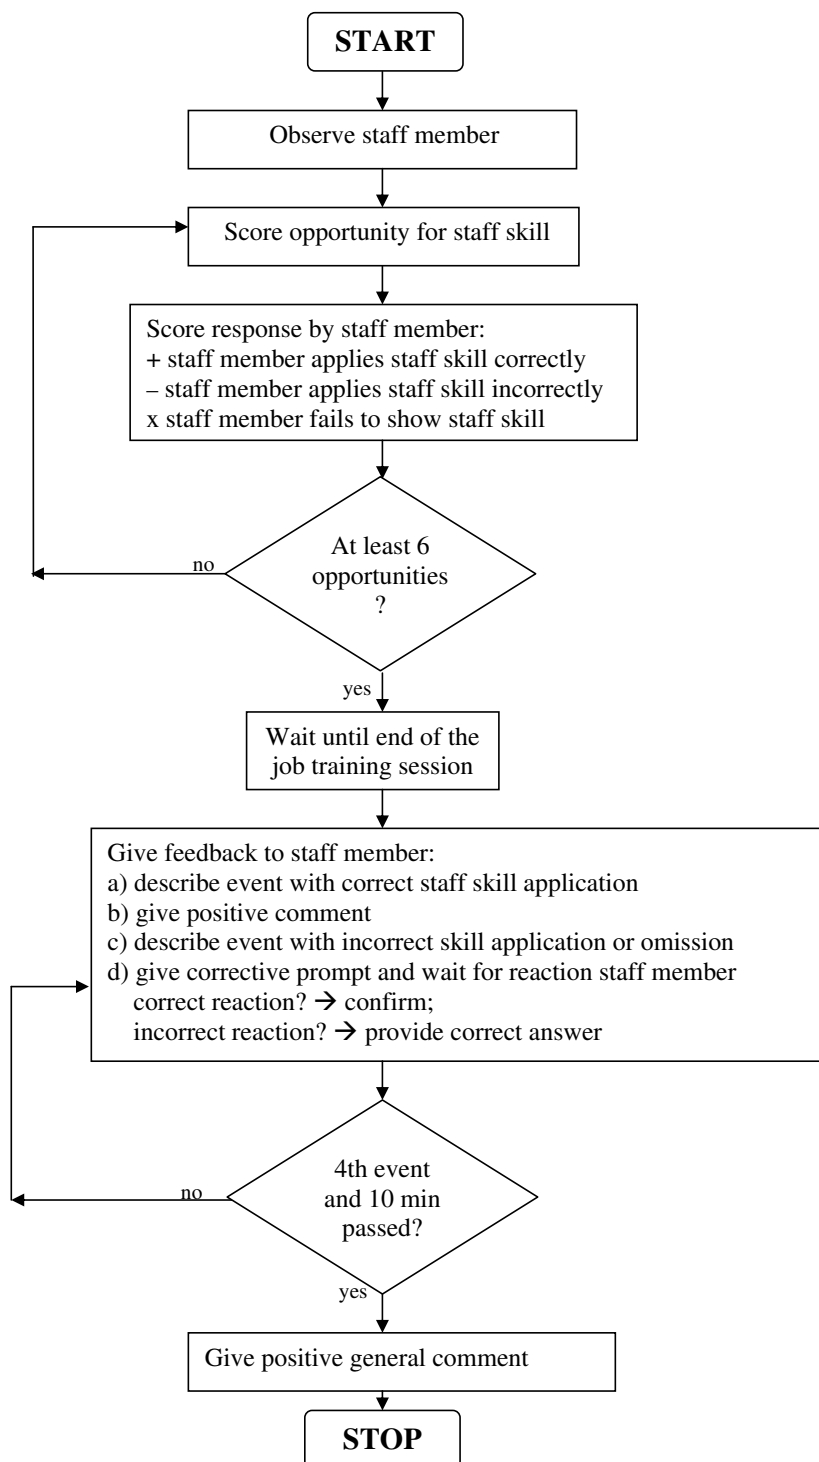 START
Observe staff member
Score opportunity for staff skill
Score response by staff member:
+ staff member applies staff skill correctly
– staff member applies staff skill incorrectly
x staff member fails to show staff skill
At least 6
opportunities
?
no
yes
Wait until end of the
job training session
Give feedback to staff member:
a) describe event with correct staff skill application
b) give positive comment
c) describe event with incorrect skill application or omission
d) give corrective prompt and wait for reaction staff member
correct reaction? → confirm;
incorrect reaction? → provide correct answer
4th event
and 10 min
passed?
no
yes
Give positive general comment
STOP